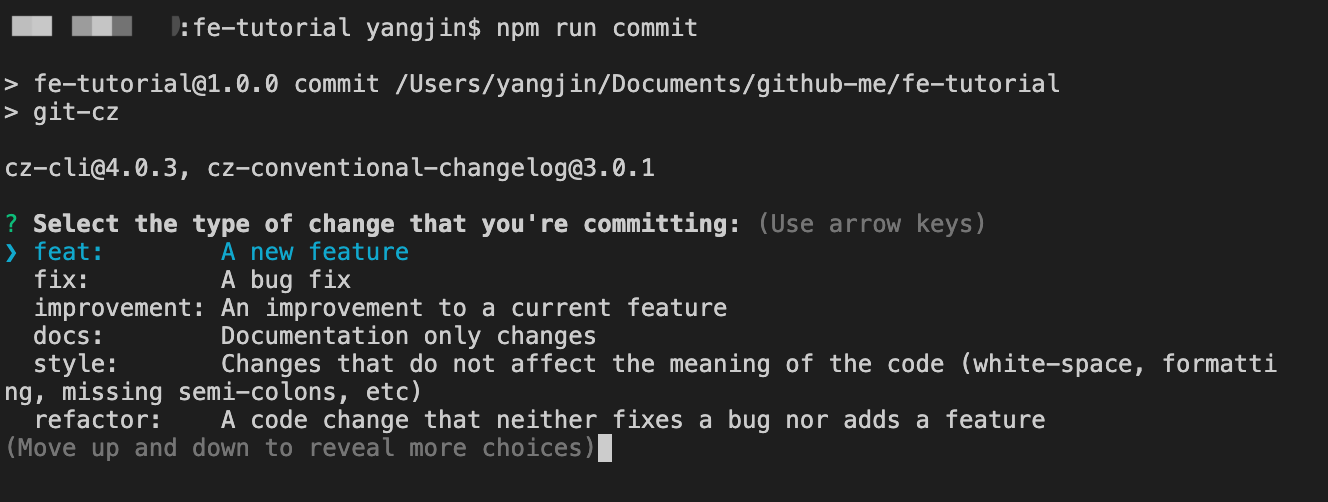 :fe-tutorial yangjin$ npm run commit
> fe-tutorial@1.0.0 commit /Users/yangjin/Documents/github-me/fe-tutorial
> git-cz
cz-cli@4.0.3, cz-conventional-changelog@3.0.1
? Select the type of change that you're committing: (Use arrow keys)
❯ feat:        A new feature
  fix:         A bug fix
  improvement: An improvement to a current feature
  docs:        Documentation only changes
  style:       Changes that do not affect the meaning of the code (white-space, formatti
ng, missing semi-colons, etc)
  refactor:    A code change that neither fixes a bug nor adds a feature
(Move up and down to reveal more choices)